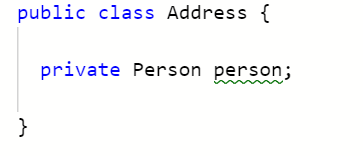 public class Address {
private Person person;
}